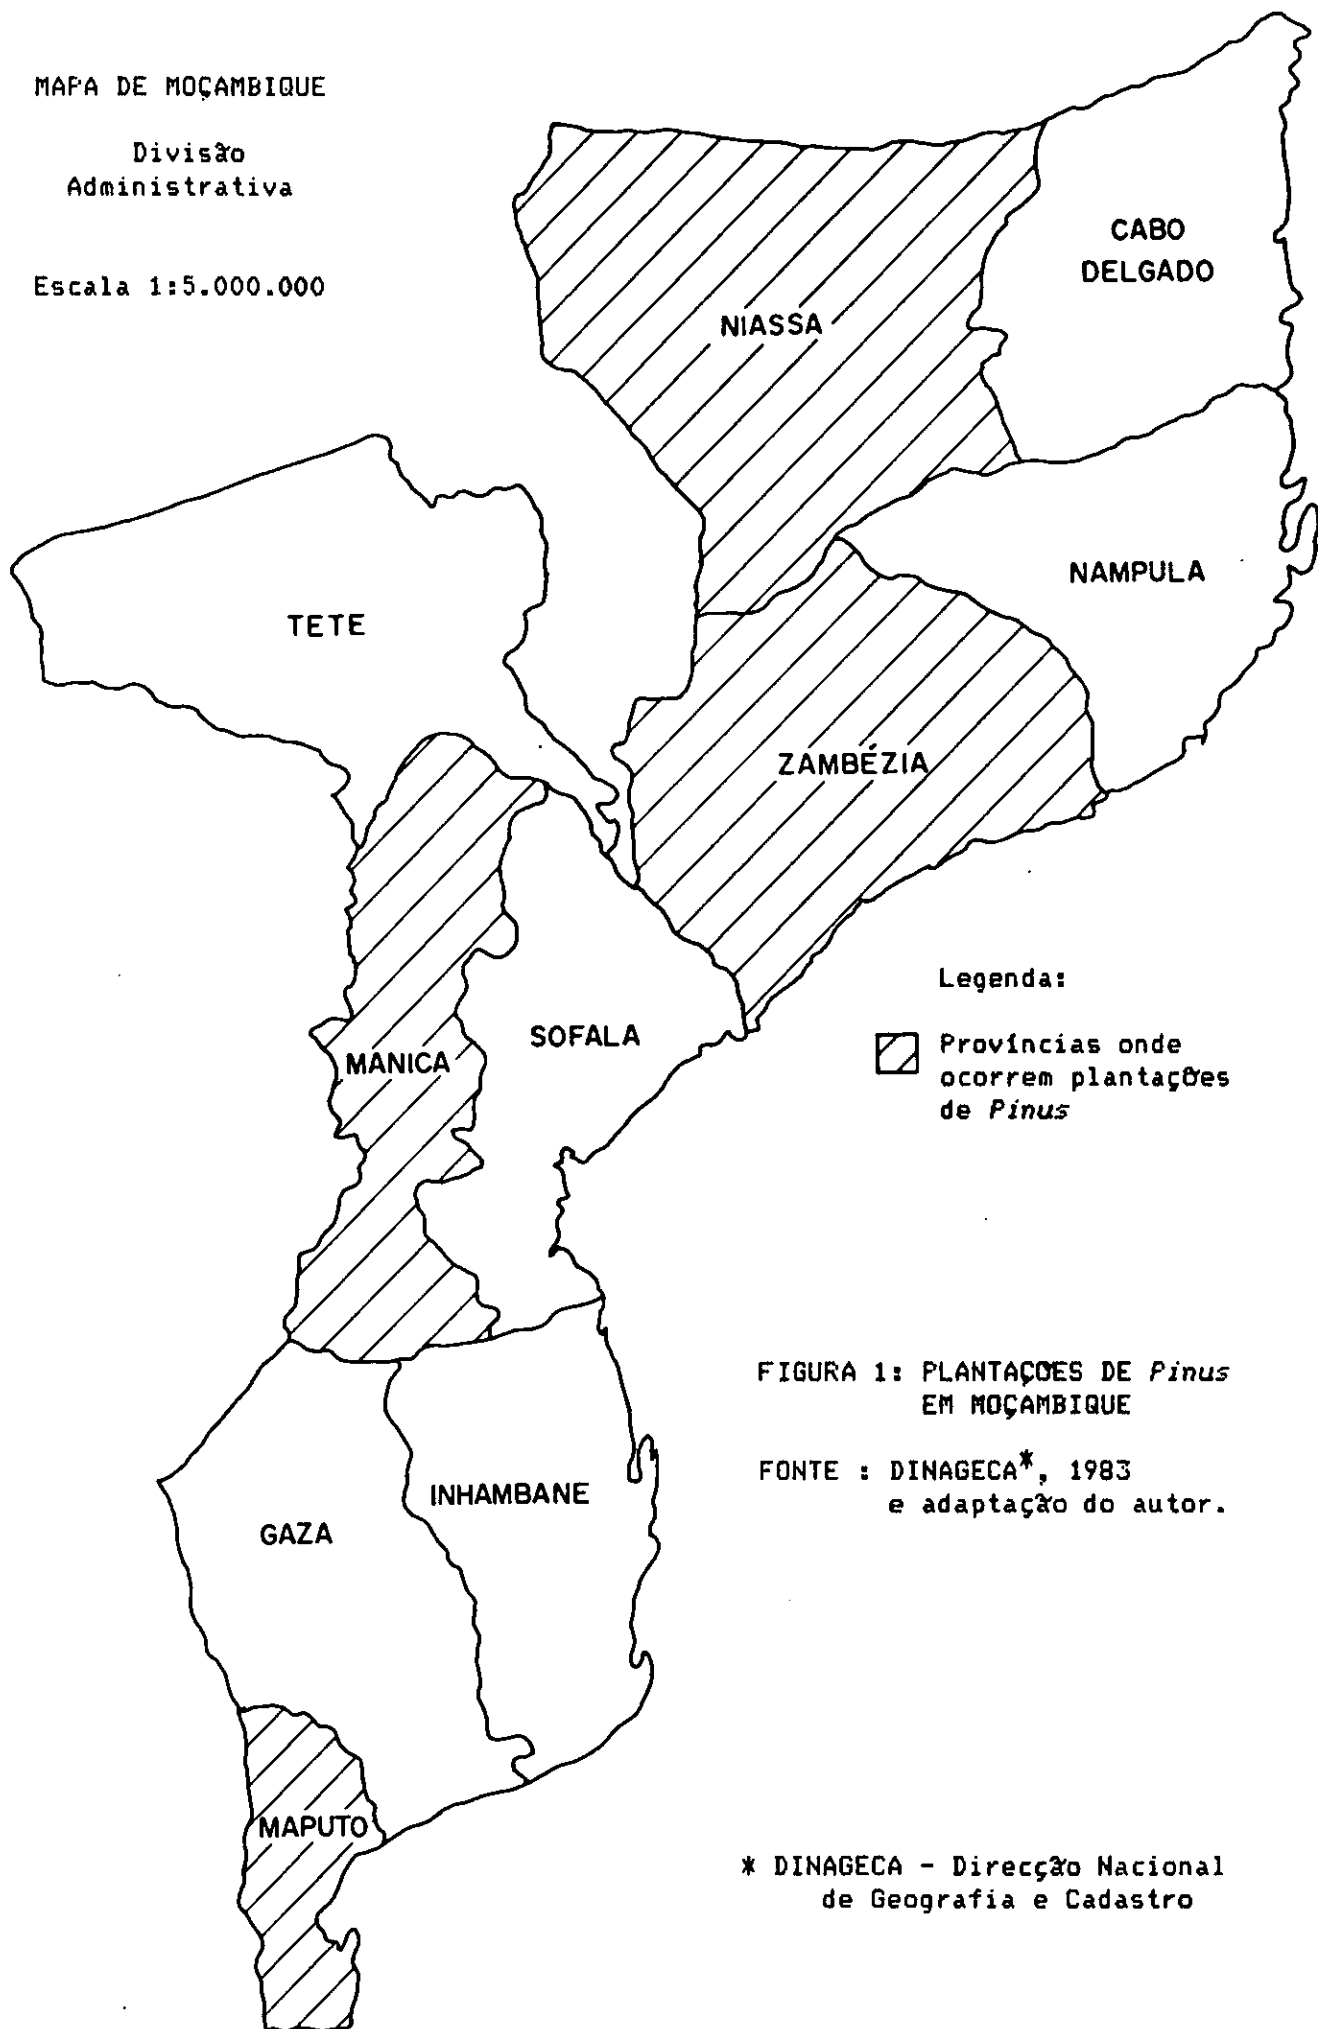 MAPA DE MOÇAMBIQUE
Divisão
Administrativa
Escala 1:5.000.000
CABO
DELGADO
NIASSA
NAMPULA
TETE
ZAMBÉZIA
Legenda:
Províncias onde
ocorrem plantações
de Pinus
SOFALA
MANICA
FIGURA 1: PLANTAÇÕES DE Pinus
EM MOÇAMBIQUE
FONTE : DINAGECA*, 1983
e adaptação do autor.
INHAMBANE
GAZA
MAPUTO
* DINAGECA - Direcção Nacional
de Geografia e Cadastro